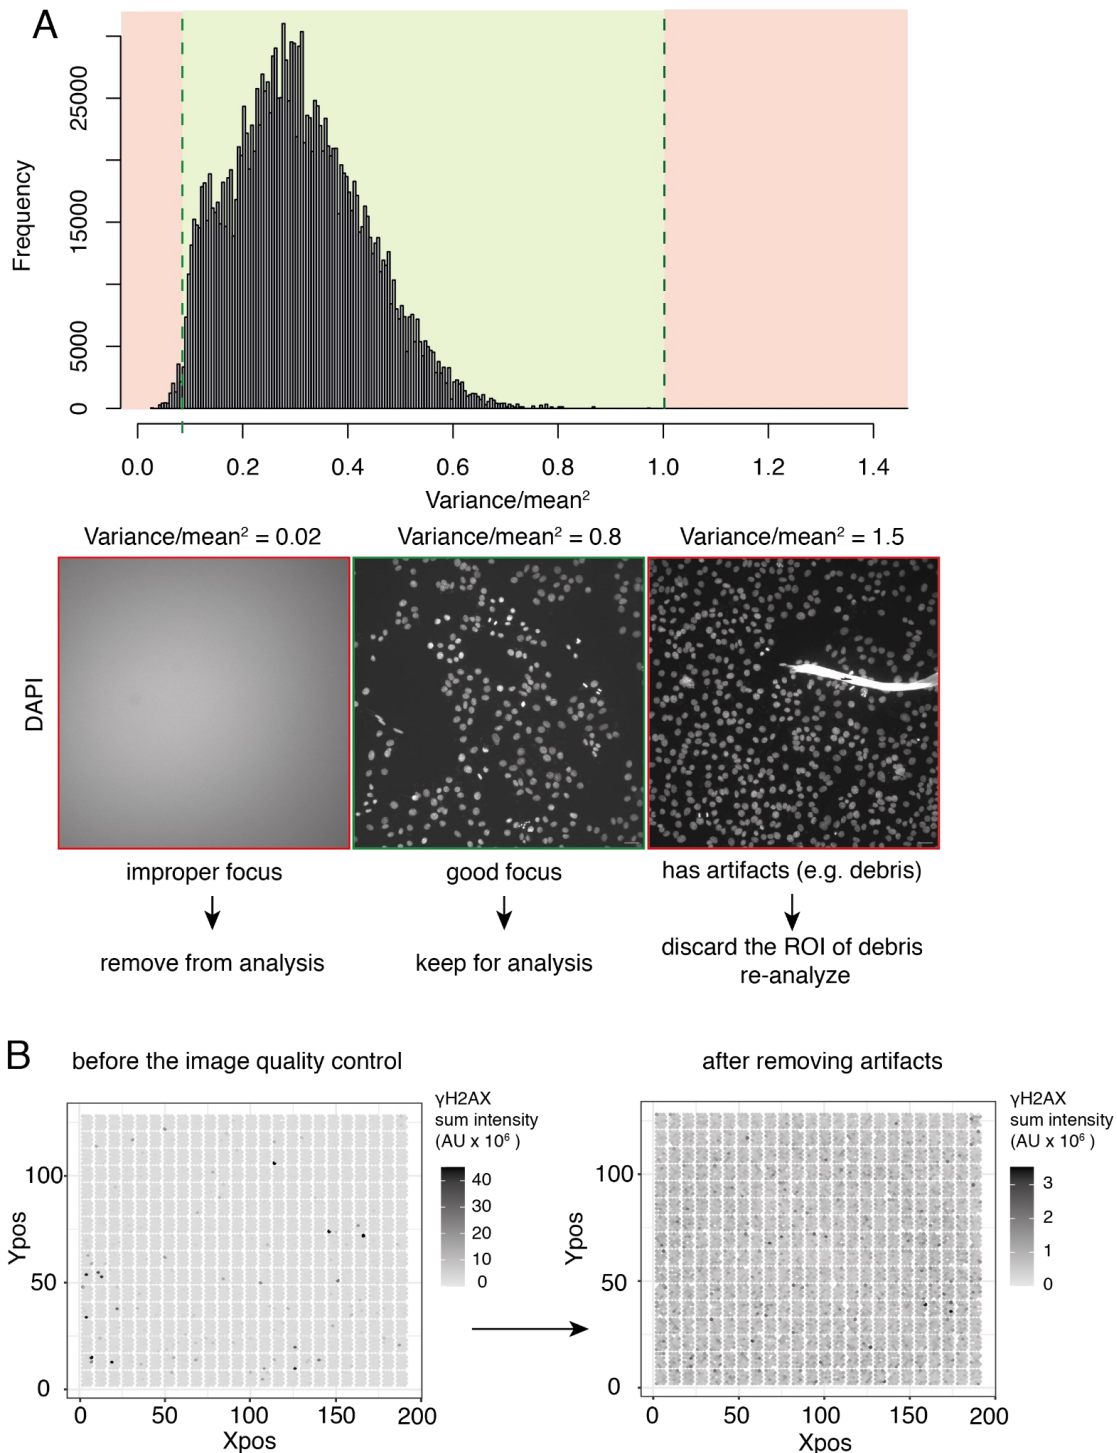 A
Frequency
25000
15000
5000
0
0.0 0.2 0.4 0.6 0.8 1.0 1.2 1.4
Variance/mean²
Variance/mean² = 0.02 Variance/mean² = 0.8 Variance/mean² = 1.5
DAPI
improper focus good focus has artifacts (e.g. debris)
remove from analysis keep for analysis discard the ROI of debris
re-analyze
B
before the image quality control after removing artifacts
γH2AX
sum intensity
(AU x 10⁶ )
40
30
20
10
0
Ypos
100
50
0
0 50 100 150 200
Xpos
γH2AX
sum intensity
(AU x 10⁶ )
3
2
1
0
Ypos
100
50
0
0 50 100 150 200
Xpos